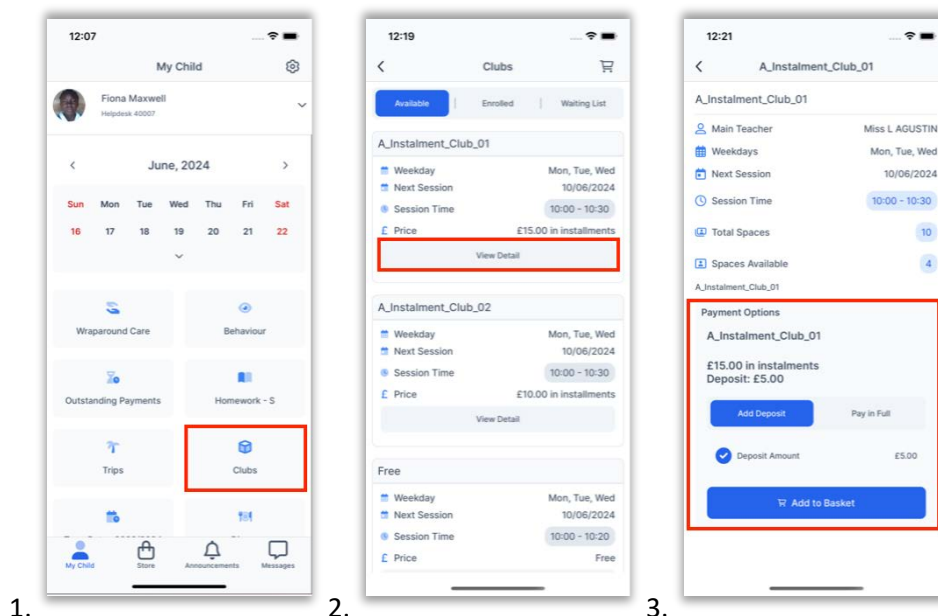 12:07
My Child
Fiona Maxwell
Helpdesk 40007
June, 2024
Sun Mon Tue Wed Thu Fri Sat
16 17 18 19 20 21 22
Wraparound Care Behaviour
Outstanding Payments Homework - S
Trips Clubs
My Child Store Announcements Messages
1.
12:19
Clubs
Available Enrolled Waiting List
A_Instalment_Club_01
Weekday Mon, Tue, Wed
Next Session 10/06/2024
Session Time 10:00 - 10:30
£ Price £15.00 in installments
View Detail
A_Instalment_Club_02
Weekday Mon, Tue, Wed
Next Session 10/06/2024
Session Time 10:00 - 10:30
£ Price £10.00 in installments
View Detail
Free
Weekday Mon, Tue, Wed
Next Session 10/06/2024
Session Time 10:00 - 10:20
£ Price Free
2.
12:21
A_Instalment_Club_01
A_Instalment_Club_01
Main Teacher Miss L AGUSTIN
Weekdays Mon, Tue, Wed
Next Session 10/06/2024
Session Time 10:00 - 10:30
Total Spaces 10
Spaces Available 4
A_Instalment_Club_01
Payment Options
A_Instalment_Club_01
£15.00 in instalments
Deposit: £5.00
Add Deposit Pay in Full
Deposit Amount £5.00
Add to Basket
3.